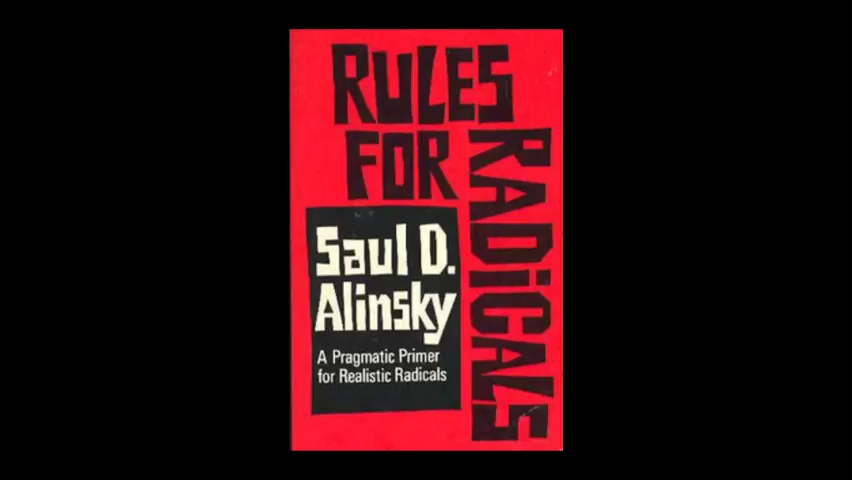 RULES
FOR
RADiCALS
Saul D.
Alinsky
A Pragmatic Primer
for Realistic Radicals